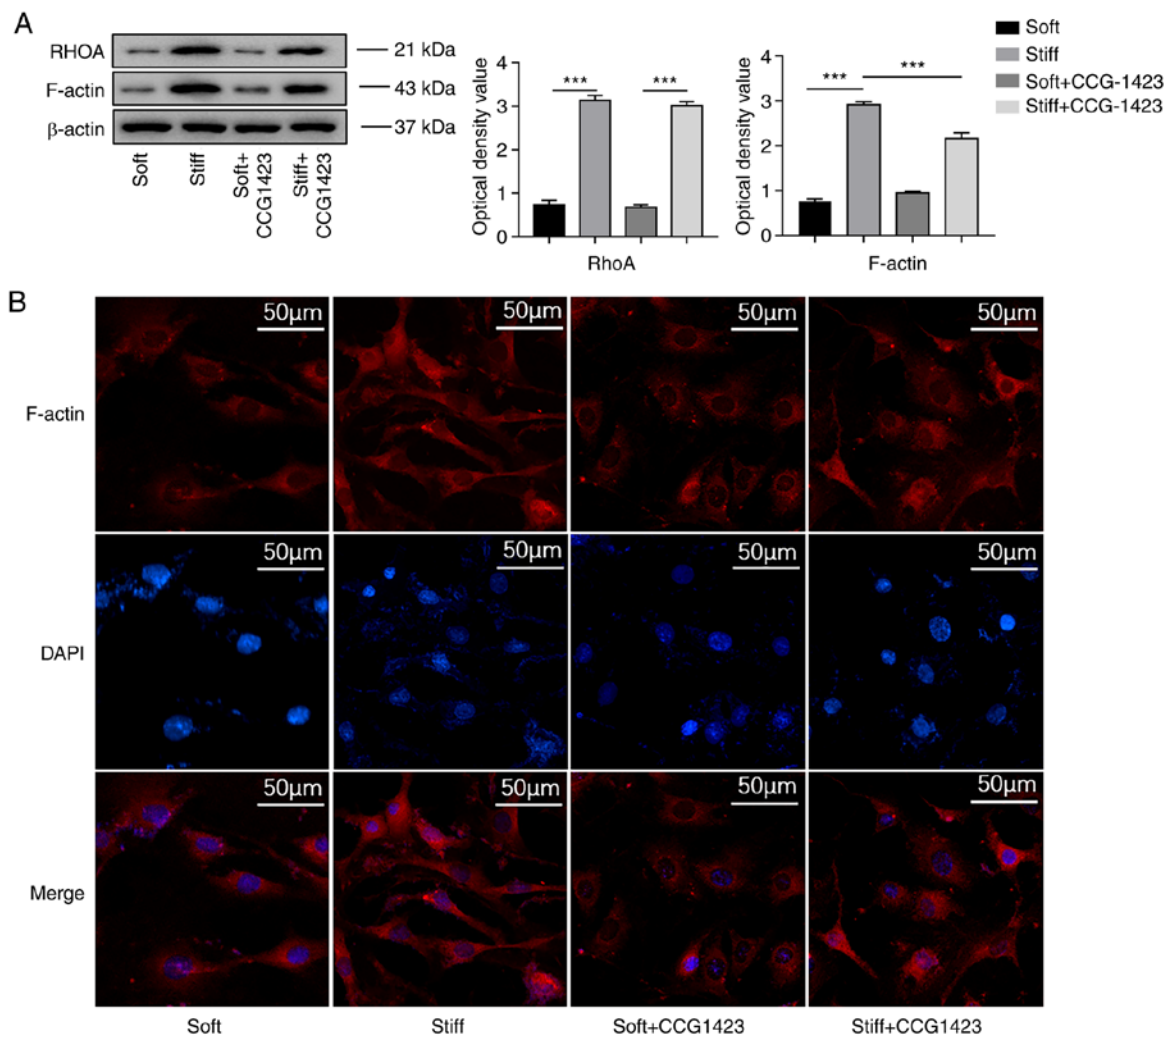 A
RHOA
21 kDa
F-actin
43 kDa
β-actin
37 kDa
Soft
Stiff
Soft+
CCG1423
Stiff+
CCG1423
Optical density value
4
3
2
1
0
***
***
RhoA
Optical density value
4
3
2
1
0
***
***
F-actin
Soft
Stiff
Soft+CCG-1423
Stiff+CCG-1423
B
50μm
50μm
50μm
50μm
F-actin
50μm
50μm
50μm
50μm
DAPI
50μm
50μm
50μm
50μm
Merge
Soft
Stiff
Soft+CCG1423
Stiff+CCG1423